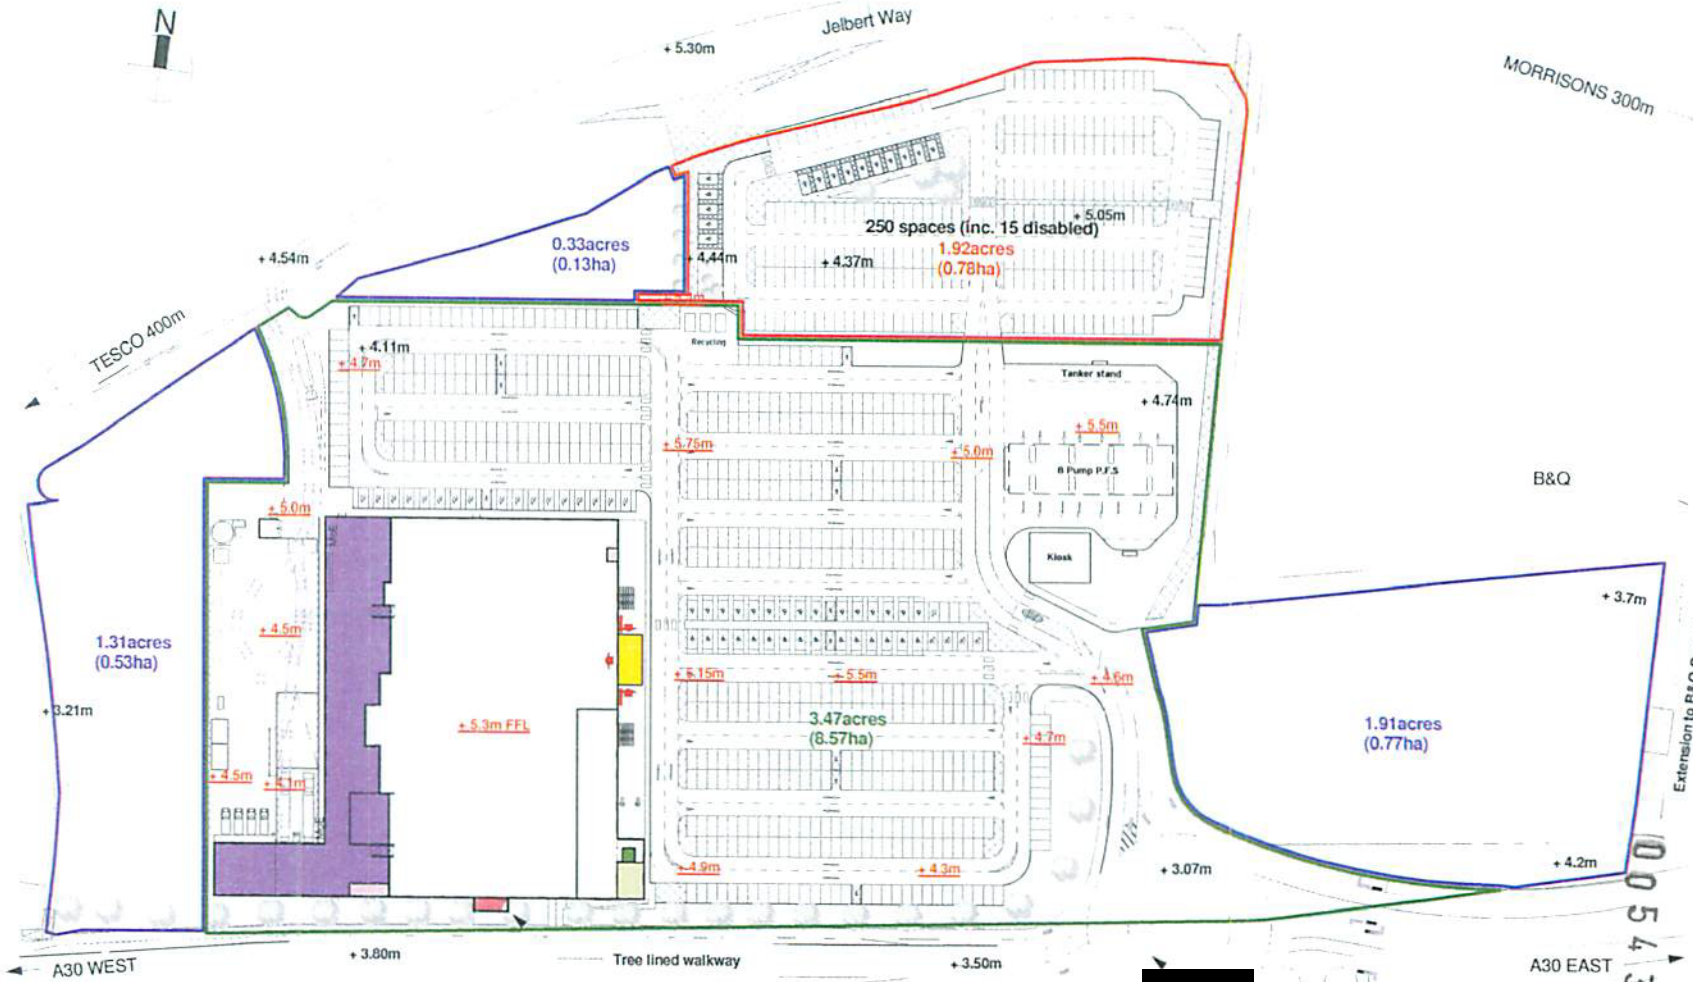 N
Jelbert Way
+ 5.30m
MORRISONS 300m
+ 4.54m
0.33acres
(0.13ha)
+ 4.44m
+ 5.05m
250 spaces (inc. 15 disabled)
+ 4.37m
1.92acres
(0.78ha)
TESCO 400m
+ 4.11m
+ 4.7m
Recycling
Tanker stand
+ 4.74m
+ 5.5m
+ 5.75m
+ 5.0m
8 Pump P.F.S
B&Q
+ 5.0m
Kiosk
+ 3.7m
+ 4.5m
1.31acres
(0.53ha)
+ 5.15m
+ 5.5m
+ 4.6m
+ 3.21m
+ 5.3m FFL
3.47acres
(8.57ha)
+ 4.7m
1.91acres
(0.77ha)
Extension to B&Q
+ 4.5m
+ 4.1m
+ 4.9m
+ 4.3m
+ 3.07m
+ 4.2m
A30 WEST
+ 3.80m
Tree lined walkway
+ 3.50m
A30 EAST
00543